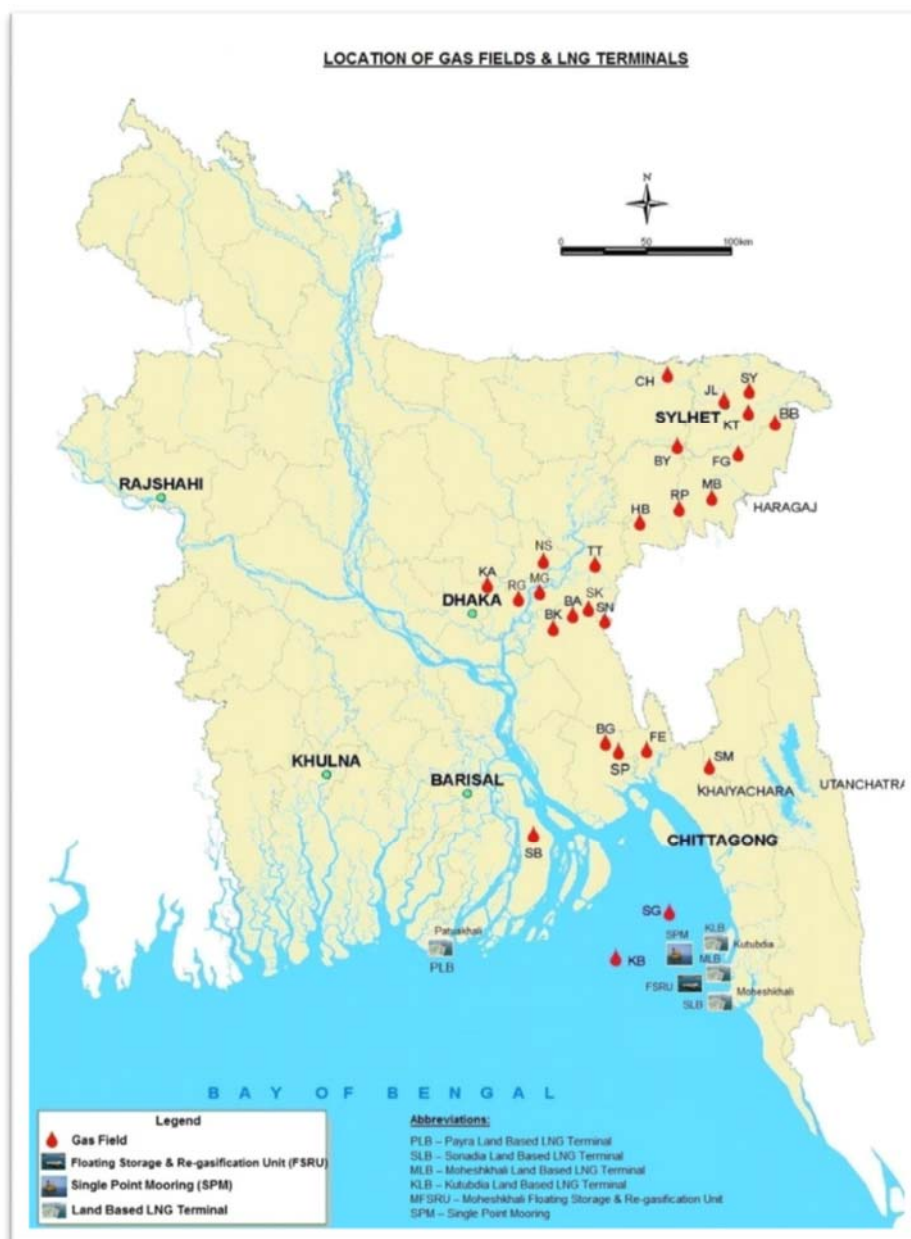 LOCATION OF GAS FIELDS & LNG TERMINALS
N
0 50 100km
CH
JL
SY
SYLHET
KT
BB
BY
FG
RAJSHAHI
MB
RP
HARAGAJ
HB
NS
TT
KA
RG
MG
DHAKA
SK
BA
SN
BK
BG
FE
SP
SM
KHULNA
BARISAL
KHAIYACHARA
UTANCHATRA
CHITTAGONG
SB
SG
Patuakhali
SPM
KLB
Kutubdia
PLB
KB
MLB
FSRU
Moheshkhali
SLB
BAY OF BENGAL
Legend
Gas Field
Floating Storage & Re-gasification Unit (FSRU)
Single Point Mooring (SPM)
Land Based LNG Terminal
Abbreviations:
PLB – Payra Land Based LNG Terminal
SLB – Sonadia Land Based LNG Terminal
MLB – Moheshkhali Land Based LNG Terminal
KLB – Kutubdia Land Based LNG Terminal
MFSRU – Moheshkhali Floating Storage & Re-gasification Unit
SPM – Single Point Mooring